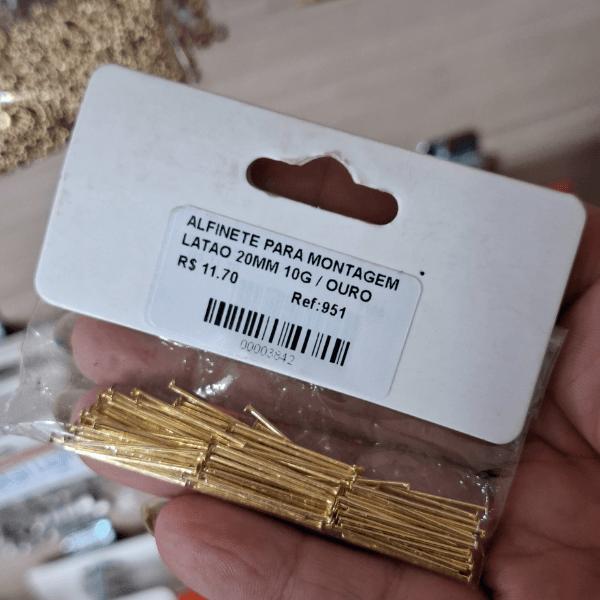 ALFINETE PARA MONTAGEM
LATAO 20MM 10G / OURO
R$ 11.70
Ref:951
00003842